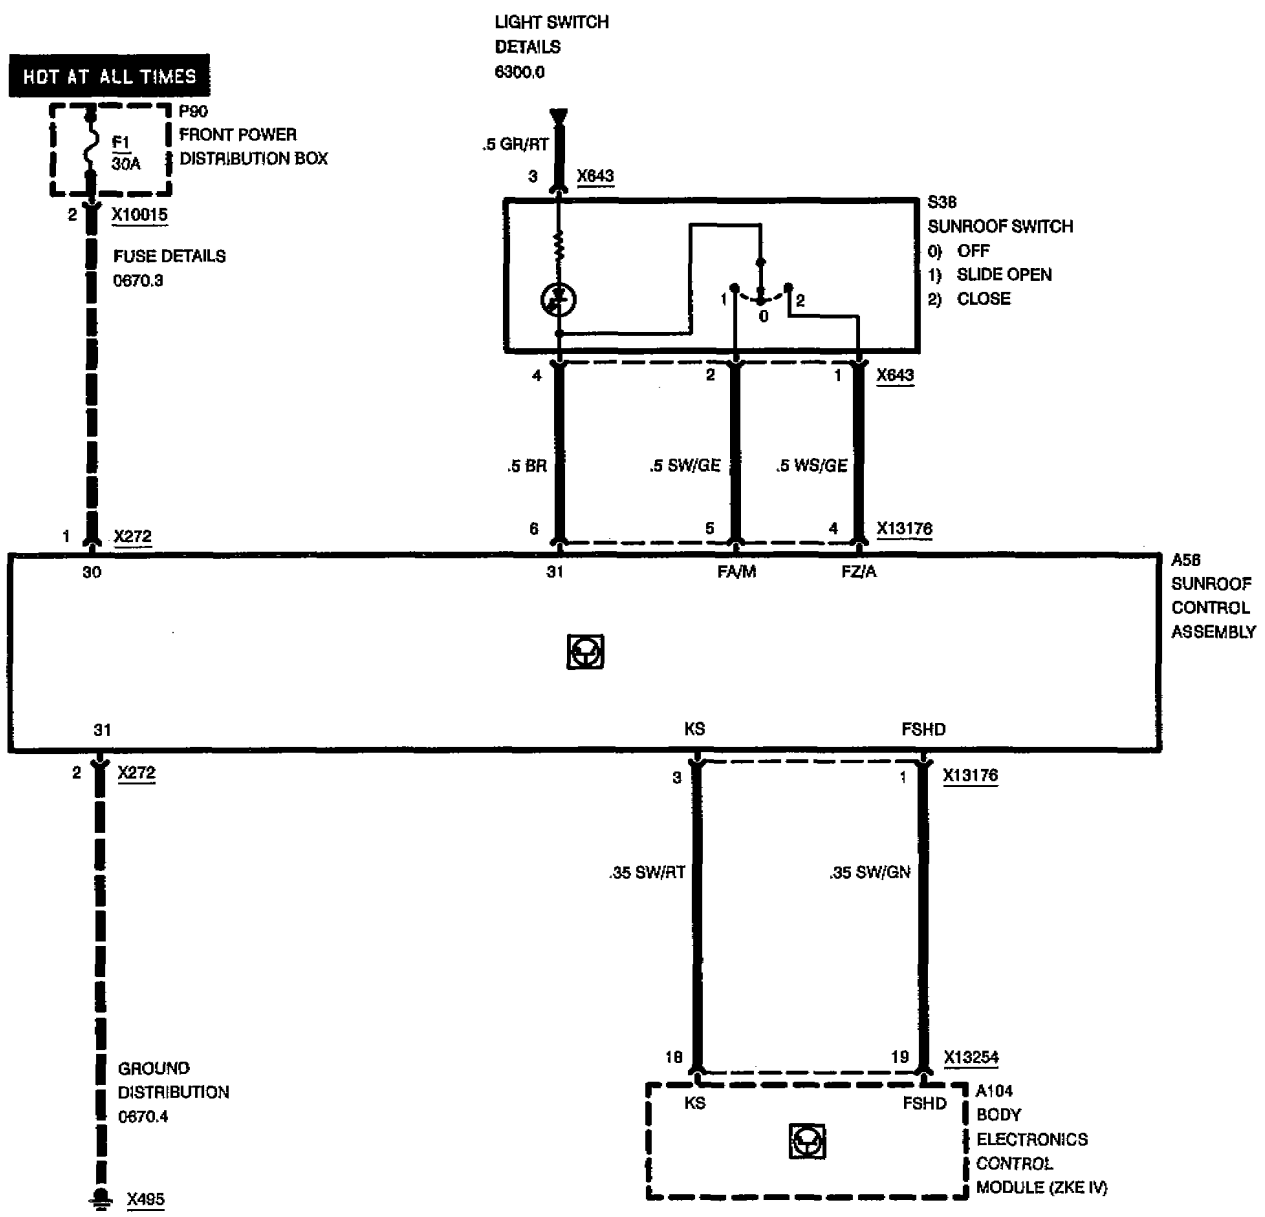 LIGHT SWITCH
DETAILS
6300.0
HOT AT ALL TIMES
P90
FRONT POWER
DISTRIBUTION BOX
F1
30A
2 X10015
FUSE DETAILS
0670.3
.5 GR/RT
3 X643
S38
SUNROOF SWITCH
0) OFF
1) SLIDE OPEN
2) CLOSE
1 0 2
4 2 1 X643
.5 BR .5 SW/GE .5 WS/GE
1 X272 6 5 4 X13176
30 31 FA/M FZ/A
A58
SUNROOF
CONTROL
ASSEMBLY
31 KS FSHD
2 X272 3 1 X13176
.35 SW/RT .35 SW/GN
18 19 X13254
KS FSHD
A104
BODY
ELECTRONICS
CONTROL
MODULE (ZKE IV)
GROUND
DISTRIBUTION
0670.4
X495